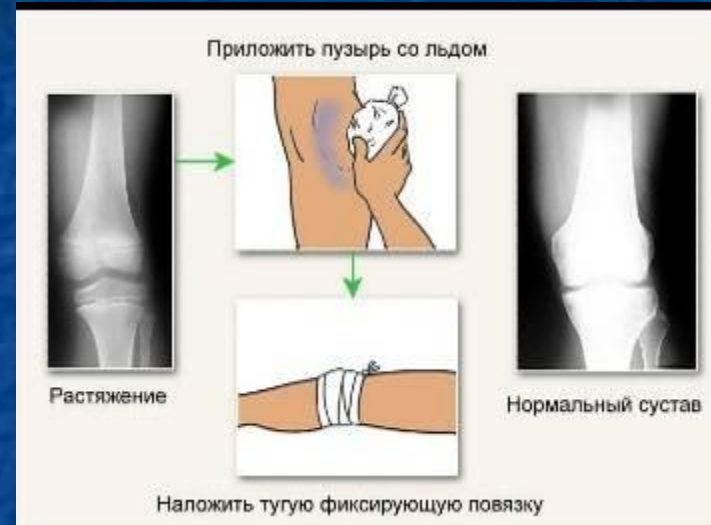 Приложить пузырь со льдом
Растяжение
Нормальный сустав
Наложить тугую фиксирующую повязку